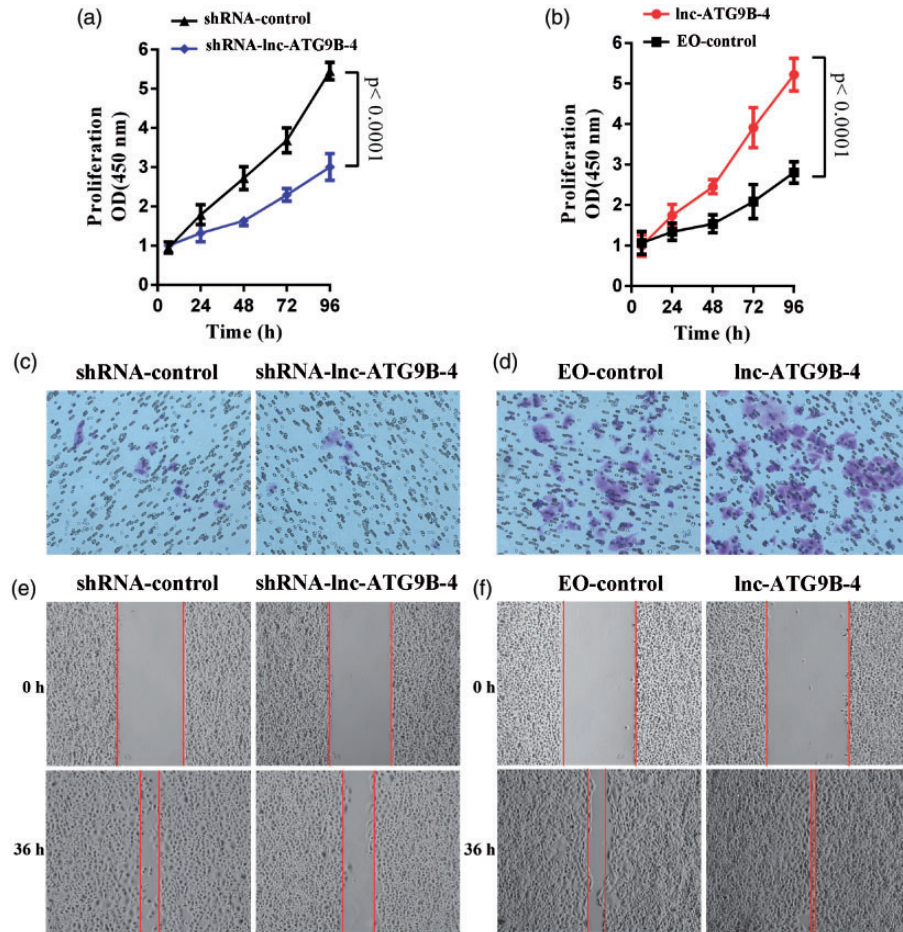 (a)
shRNA-control
shRNA-lnc-ATG9B-4
Proliferation
OD(450 nm)
6
5
4
3
2
1
0
0 24 48 72 96
Time (h)
p< 0.0001
(b)
lnc-ATG9B-4
EO-control
Proliferation
OD(450 nm)
6
5
4
3
2
1
0
0 24 48 72 96
Time (h)
p< 0.0001
(c)
shRNA-control shRNA-lnc-ATG9B-4
(d)
EO-control lnc-ATG9B-4
(e)
shRNA-control shRNA-lnc-ATG9B-4
0 h
36 h
(f)
EO-control lnc-ATG9B-4
0 h
36 h